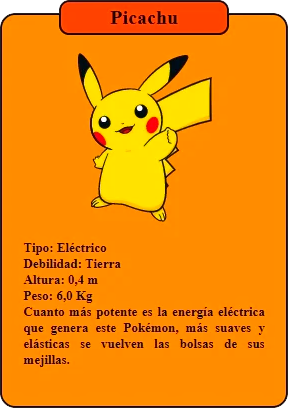 Picachu
Tipo: Eléctrico
Debilidad: Tierra
Altura: 0,4 m
Peso: 6,0 Kg
Cuanto más potente es la energía eléctrica
que genera este Pokémon, más suaves y
elásticas se vuelven las bolsas de sus
mejillas.